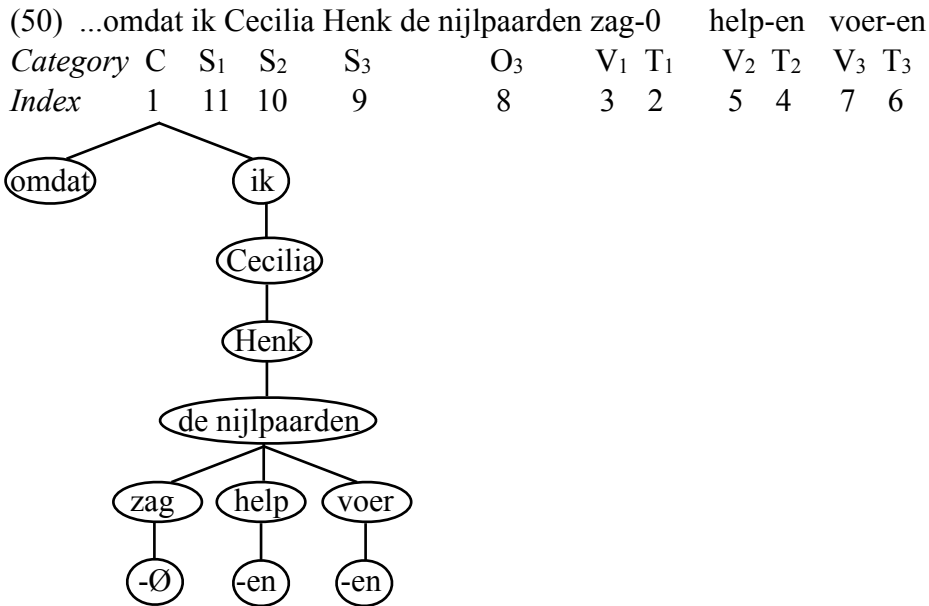 (50) ...omdat ik Cecilia Henk de nijlpaarden zag-0 help-en voer-en
Category C S₁ S₂ S₃ O₃ V₁ T₁ V₂ T₂ V₃ T₃
Index 1 11 10 9 8 3 2 5 4 7 6
omdat ik
Cecilia
Henk
de nijlpaarden
zag help voer
-Ø -en -en